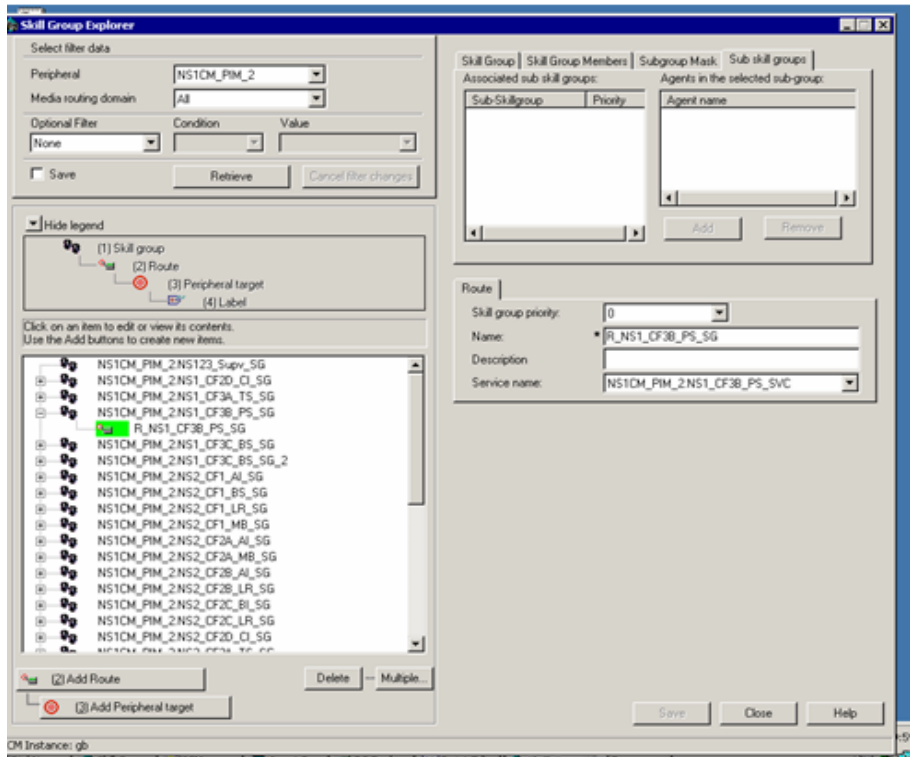 Skill Group Explorer
Select filter data
Peripheral NS1CM_PIM_2
Media routing domain All
Optional Filter Condition Value
None
Save Retrieve Cancel filter changes
Hide legend
(1) Skill group
(2) Route
(3) Peripheral target
(4) Label
Click on an item to edit or view its contents.
Use the Add buttons to create new items.
NS1CM_PIM_2.NS123_Supv_SG
NS1CM_PIM_2.NS1_CF2D_CI_SG
NS1CM_PIM_2.NS1_CF3A_TS_SG
NS1CM_PIM_2.NS1_CF3B_PS_SG
R_NS1_CF3B_PS_SG
NS1CM_PIM_2.NS1_CF3C_BS_SG
NS1CM_PIM_2.NS1_CF3C_BS_SG_2
NS1CM_PIM_2.NS2_CF1_AI_SG
NS1CM_PIM_2.NS2_CF1_BS_SG
NS1CM_PIM_2.NS2_CF1_LR_SG
NS1CM_PIM_2.NS2_CF1_MB_SG
NS1CM_PIM_2.NS2_CF2A_AI_SG
NS1CM_PIM_2.NS2_CF2A_MB_SG
NS1CM_PIM_2.NS2_CF2B_AI_SG
NS1CM_PIM_2.NS2_CF2B_LR_SG
NS1CM_PIM_2.NS2_CF2C_BI_SG
NS1CM_PIM_2.NS2_CF2C_LR_SG
NS1CM_PIM_2.NS2_CF2D_CI_SG
(2) Add Route Delete Multiple...
(3) Add Peripheral target
CM Instance: gb
Skill Group Skill Group Members Subgroup Mask Sub skill groups
Associated sub skill groups: Agents in the selected sub-group:
Sub-Skillgroup Priority Agent name
Add Remove
Route
Skill group priority: 0
Name: * R_NS1_CF3B_PS_SG
Description
Service name: NS1CM_PIM_2.NS1_CF3B_PS_SVC
Save Close Help